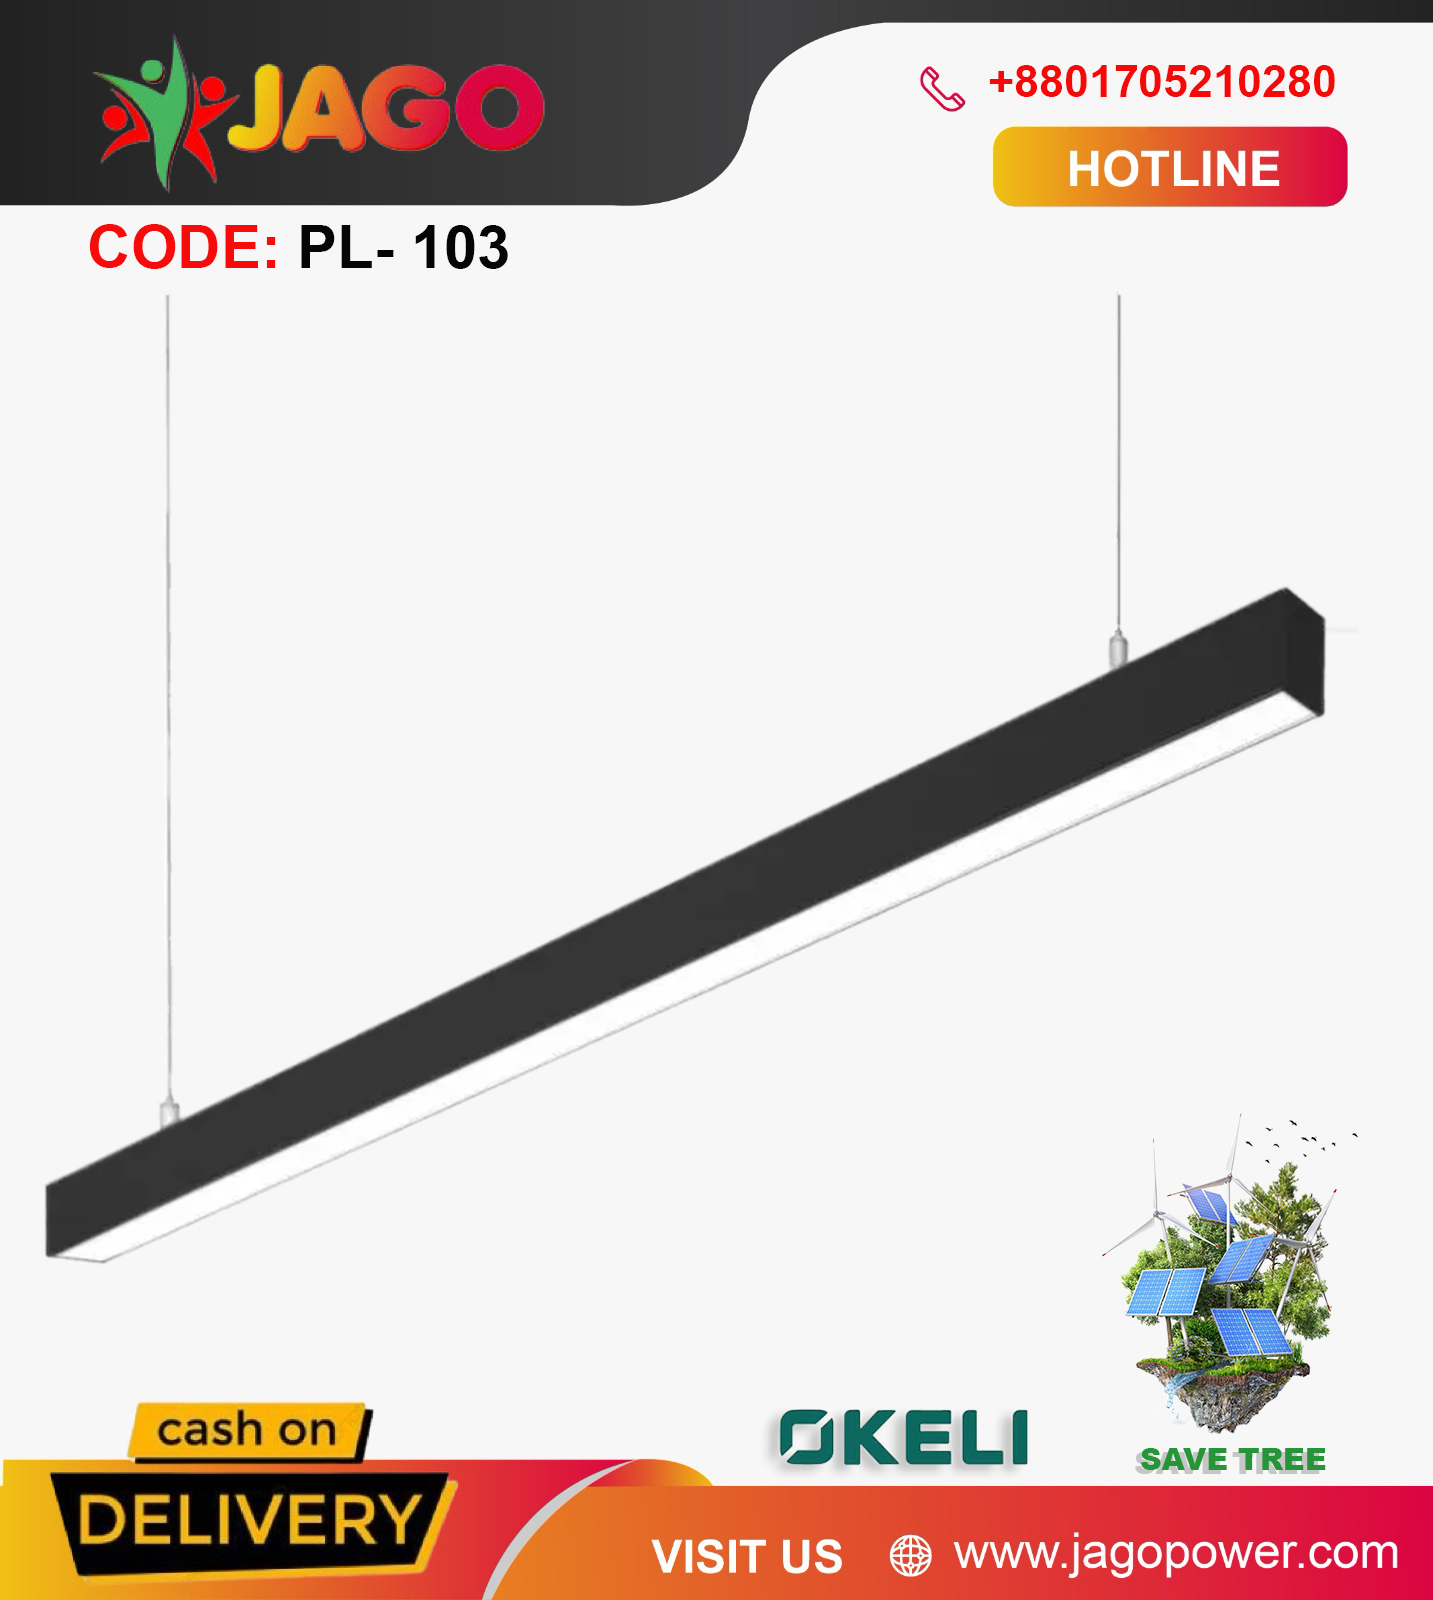 JAGO
+8801705210280
HOTLINE
CODE: PL- 103
cash on
DELIVERY
OKELI
SAVE TREE
VISIT US
www.jagopower.com